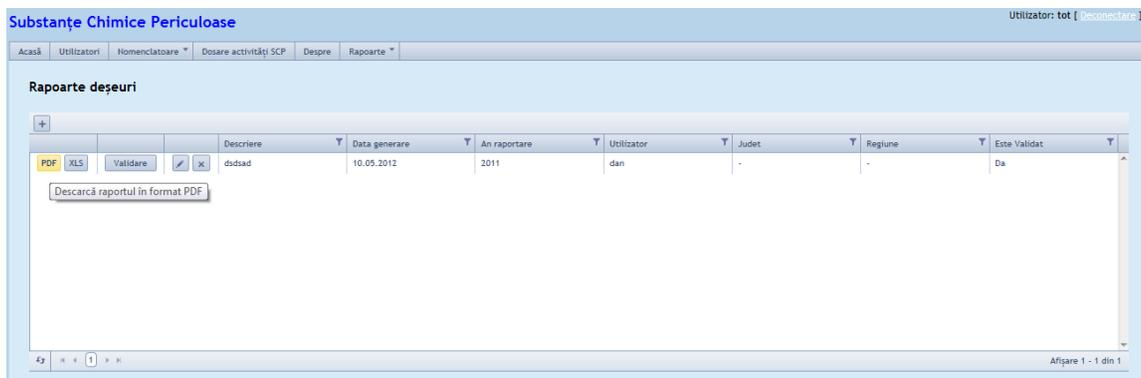 Utilizator: tot [ Deconectare ]
Substanțe Chimice Periculoase
Acasă Utilizatori Nomenclatoare Dosare activități SCP Despre Rapoarte
Rapoarte deșeuri
+
Descriere Data generare An raportare Utilizator Judet Regiune Este Validat
PDF XLS Validare x dsdsad 10.05.2012 2011 dan - - Da
Descarcă raportul în format PDF
1 Afișare 1 - 1 din 1